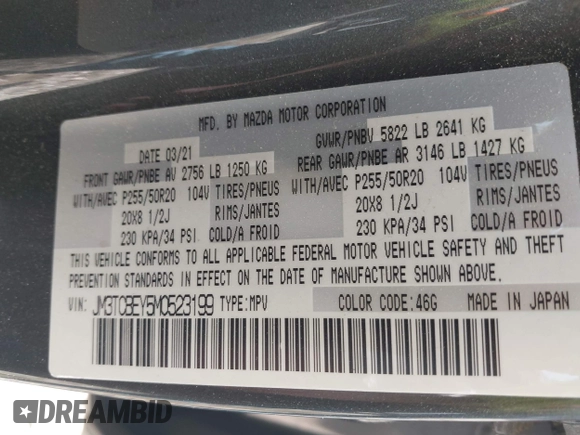 MFD. BY MAZDA MOTOR CORPORATION
DATE 03/21 GVWR/PNBV 5822 LB 2641 KG
FRONT GAWR/PNBE AV 2756 LB 1250 KG REAR GAWR/PNBE AR 3146 LB 1427 KG
WITH/AVEC P255/50R20 104V TIRES/PNEUS WITH/AVEC P255/50R20 104V TIRES/PNEUS
20X8 1/2J RIMS/JANTES 20X8 1/2J RIMS/JANTES
230 KPA/34 PSI COLD/A FROID 230 KPA/34 PSI COLD/A FROID
THIS VEHICLE CONFORMS TO ALL APPLICABLE FEDERAL MOTOR VEHICLE SAFETY AND THEFT
PREVENTION STANDARDS IN EFFECT ON THE DATE OF MANUFACTURE SHOWN ABOVE.
VIN: JM3TCBEY5M0523199 TYPE:MPV COLOR CODE:46G MADE IN JAPAN
DREAMBID